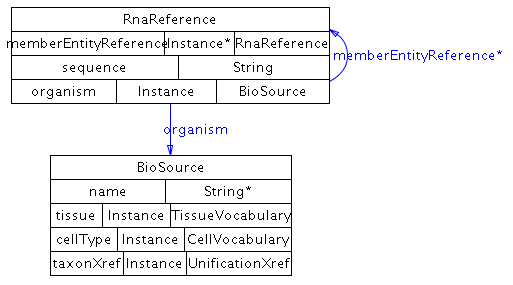 RnaReference
memberEntityReference Instance* RnaReference
memberEntityReference*
sequence String
organism Instance BioSource
organism
BioSource
name String*
tissue Instance TissueVocabulary
cellType Instance CellVocabulary
taxonXref Instance UnificationXref